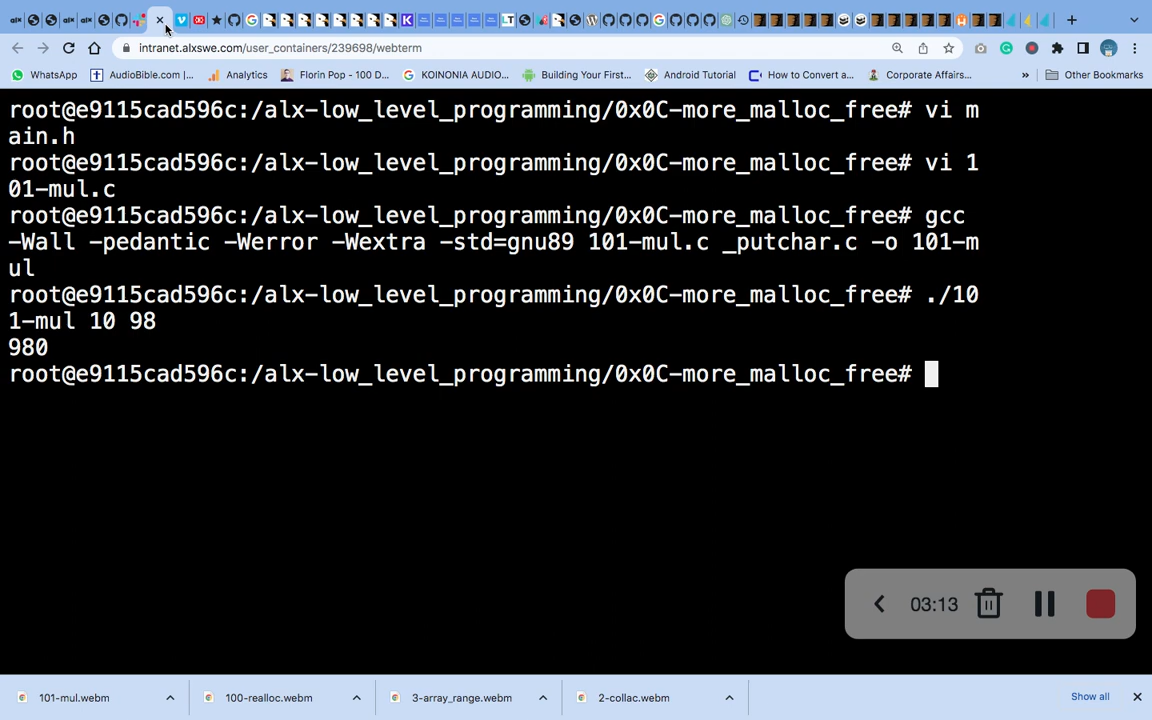 intranet.alxswe.com/user_containers/239698/webterm
WhatsApp AudioBible.com |... Analytics Florin Pop - 100 D... KOINONIA AUDIO... Building Your First... Android Tutorial How to Convert a... Corporate Affairs... » Other Bookmarks
root@e9115cad596c:/alx-low_level_programming/0x0C-more_malloc_free# vi m
ain.h
root@e9115cad596c:/alx-low_level_programming/0x0C-more_malloc_free# vi 1
01-mul.c
root@e9115cad596c:/alx-low_level_programming/0x0C-more_malloc_free# gcc
-Wall -pedantic -Werror -Wextra -std=gnu89 101-mul.c _putchar.c -o 101-m
ul
root@e9115cad596c:/alx-low_level_programming/0x0C-more_malloc_free# ./10
1-mul 10 98
980
root@e9115cad596c:/alx-low_level_programming/0x0C-more_malloc_free#
03:13
101-mul.webm 100-realloc.webm 3-array_range.webm 2-collac.webm Show all